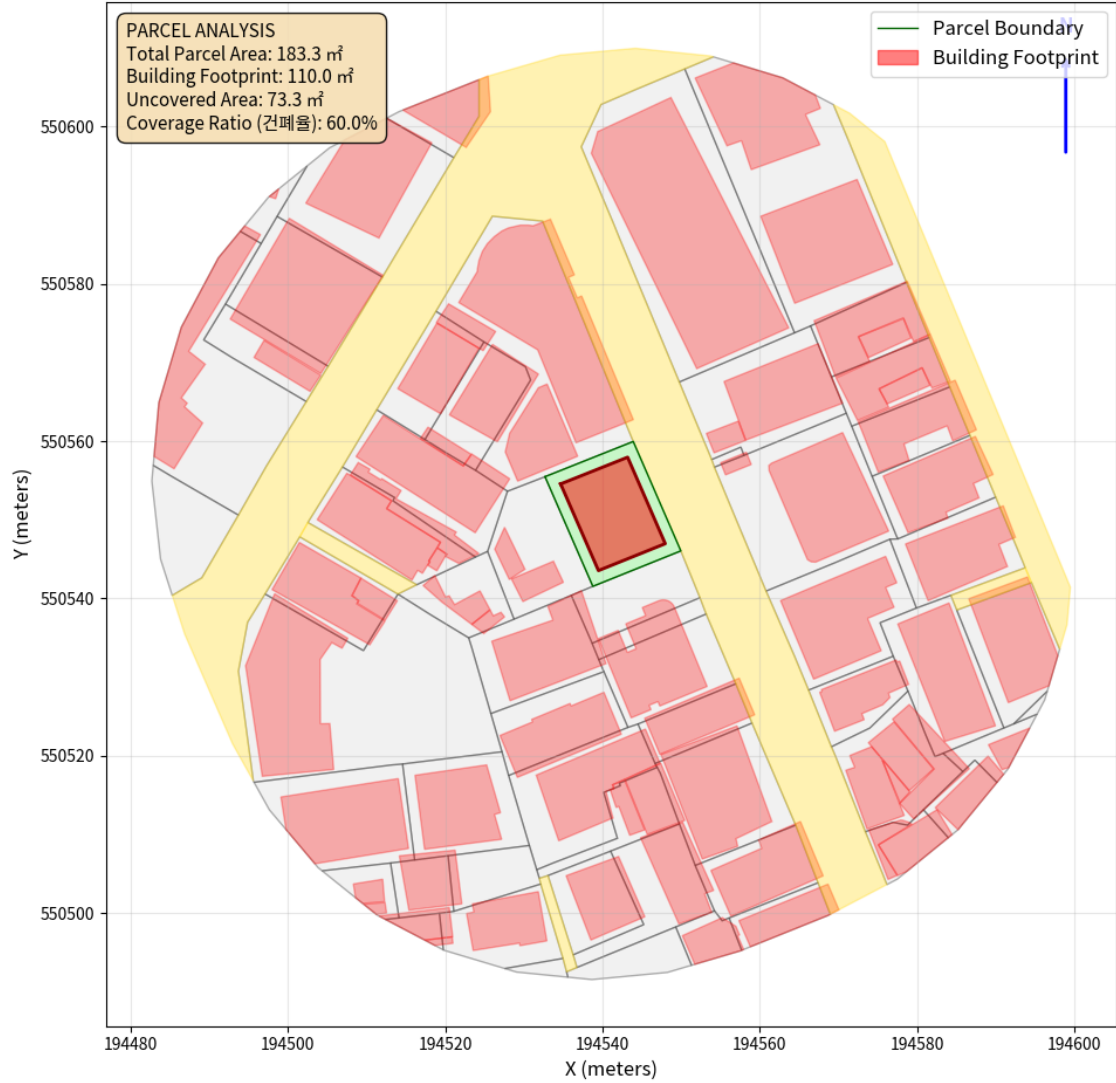 PARCEL ANALYSIS
Total Parcel Area: 183.3 ㎡
Building Footprint: 110.0 ㎡
Uncovered Area: 73.3 ㎡
Coverage Ratio (건폐율): 60.0%
N
Parcel Boundary
Building Footprint
550600
550580
550560
550540
550520
550500
Y (meters)
194480 194500 194520 194540 194560 194580 194600
X (meters)